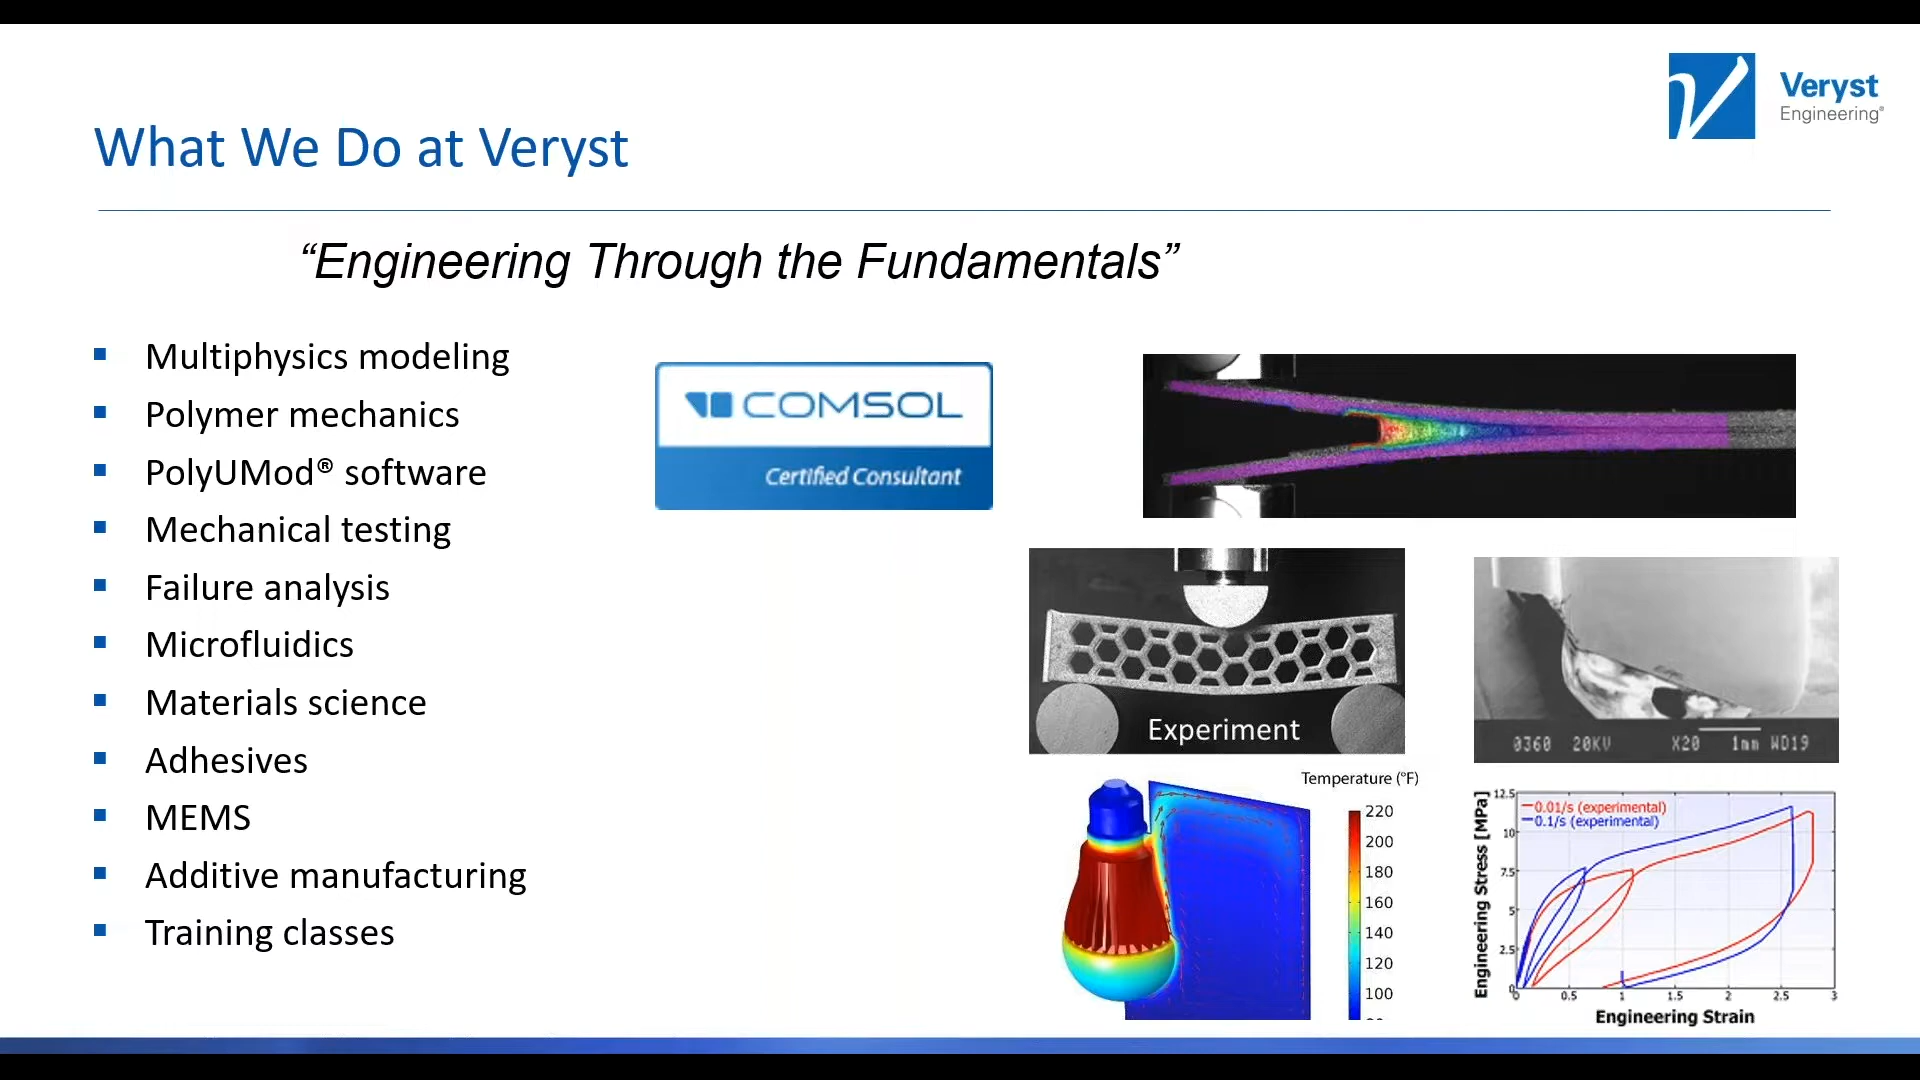 Veryst
Engineering®
What We Do at Veryst
“Engineering Through the Fundamentals”
Multiphysics modeling
Polymer mechanics
PolyUMod® software
Mechanical testing
Failure analysis
Microfluidics
Materials science
Adhesives
MEMS
Additive manufacturing
Training classes
COMSOL
Certified Consultant
Experiment
0360 20KV X20 1mm WD19
Temperature (°F)
220
200
180
160
140
120
100
Engineering Stress [MPa]
12.5
10
7.5
5
2.5
0
0.01/s (experimental)
0.1/s (experimental)
0 0.5 1 1.5 2 2.5 3
Engineering Strain